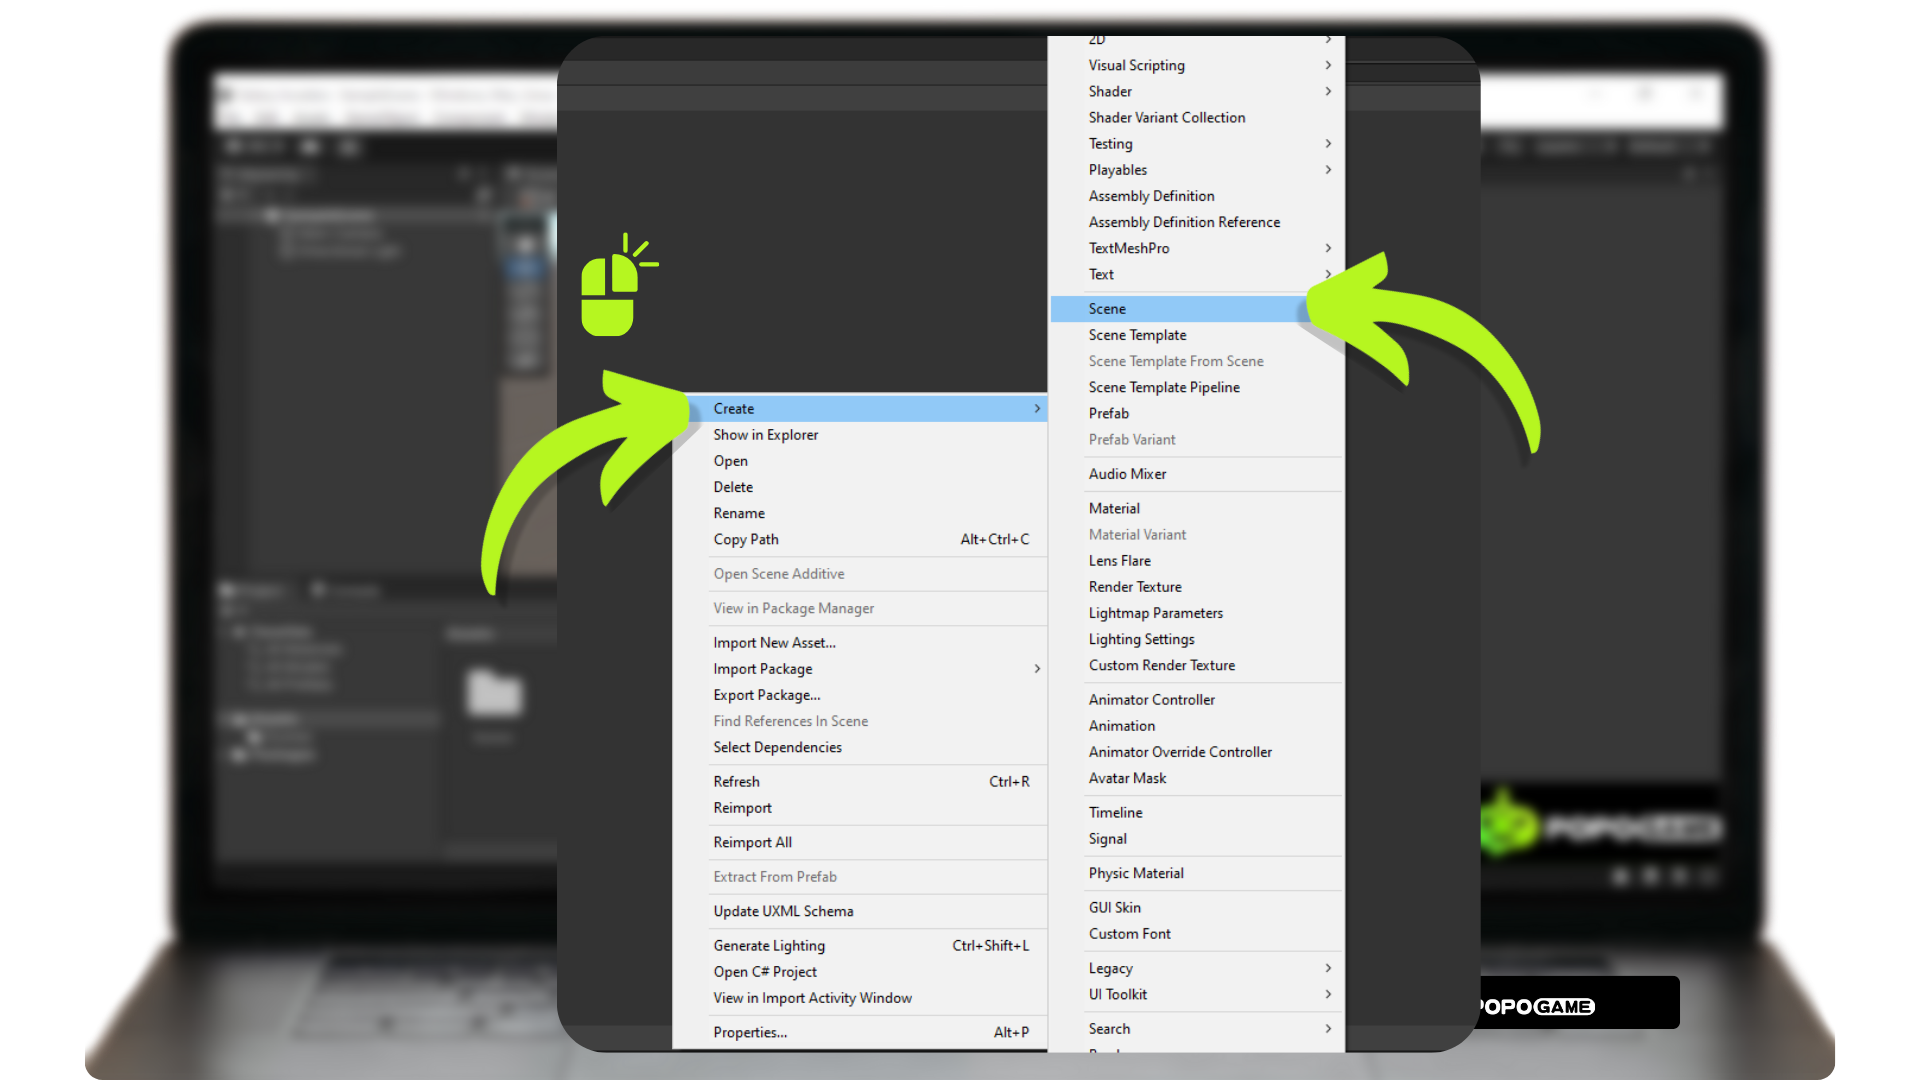 Create
Show in Explorer
Open
Delete
Rename
Copy Path Alt+Ctrl+C
Open Scene Additive
View in Package Manager
Import New Asset...
Import Package
Export Package...
Find References In Scene
Select Dependencies
Refresh Ctrl+R
Reimport
Reimport All
Extract From Prefab
Update UXML Schema
Generate Lighting Ctrl+Shift+L
Open C# Project
View in Import Activity Window
Properties... Alt+P
2D
Visual Scripting
Shader
Shader Variant Collection
Testing
Playables
Assembly Definition
Assembly Definition Reference
TextMeshPro
Text
Scene
Scene Template
Scene Template From Scene
Scene Template Pipeline
Prefab
Prefab Variant
Audio Mixer
Material
Material Variant
Lens Flare
Render Texture
Lightmap Parameters
Lighting Settings
Custom Render Texture
Animator Controller
Animation
Animator Override Controller
Avatar Mask
Timeline
Signal
Physic Material
GUI Skin
Custom Font
Legacy
UI Toolkit
Search
POPOGAME
POPOGAME